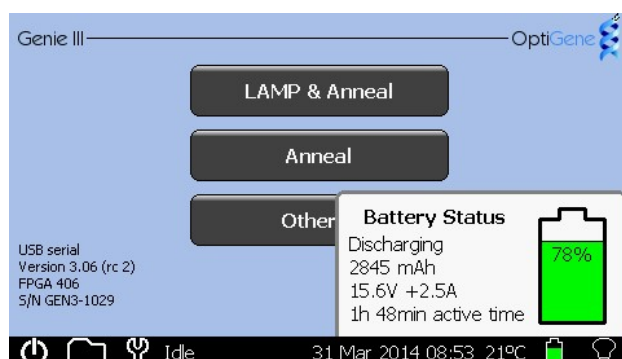 Genie III
OptiGene
LAMP & Anneal
Anneal
Other
Battery Status
Discharging
2845 mAh
15.6V +2.5A
1h 48min active time
78%
USB serial
Version 3.06 (rc 2)
FPGA 406
S/N GEN3-1029
Idle
31 Mar 2014 08:53 21ºC